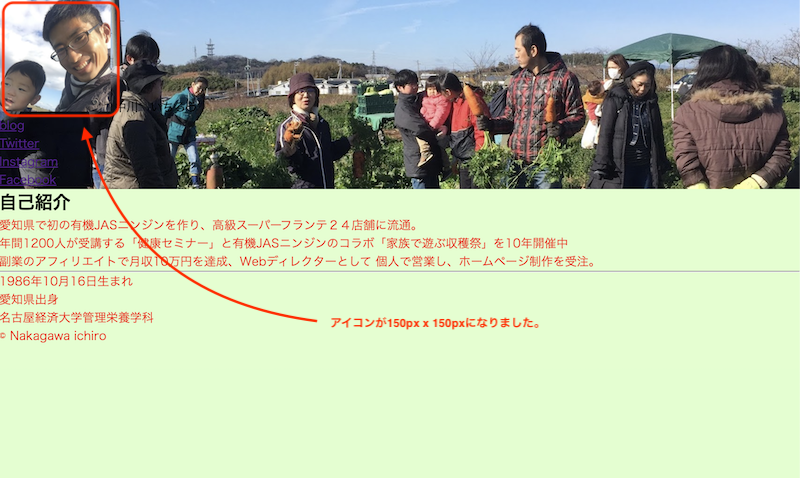 blog
Twitter
Instagram
Facebook
自己紹介
愛知県で初の有機JASニンジンを作り、高級スーパーフランテ２４店舗に流通。
年間1200人が受講する「健康セミナー」と有機JASニンジンのコラボ「家族で遊ぶ収穫祭」を10年開催中
副業のアフィリエイトで月収10万円を達成、Webディレクターとして 個人で営業し、ホームページ制作を受注。
1986年10月16日生まれ
愛知県出身
名古屋経済大学管理栄養学科
© Nakagawa ichiro
アイコンが150px x 150pxになりました。